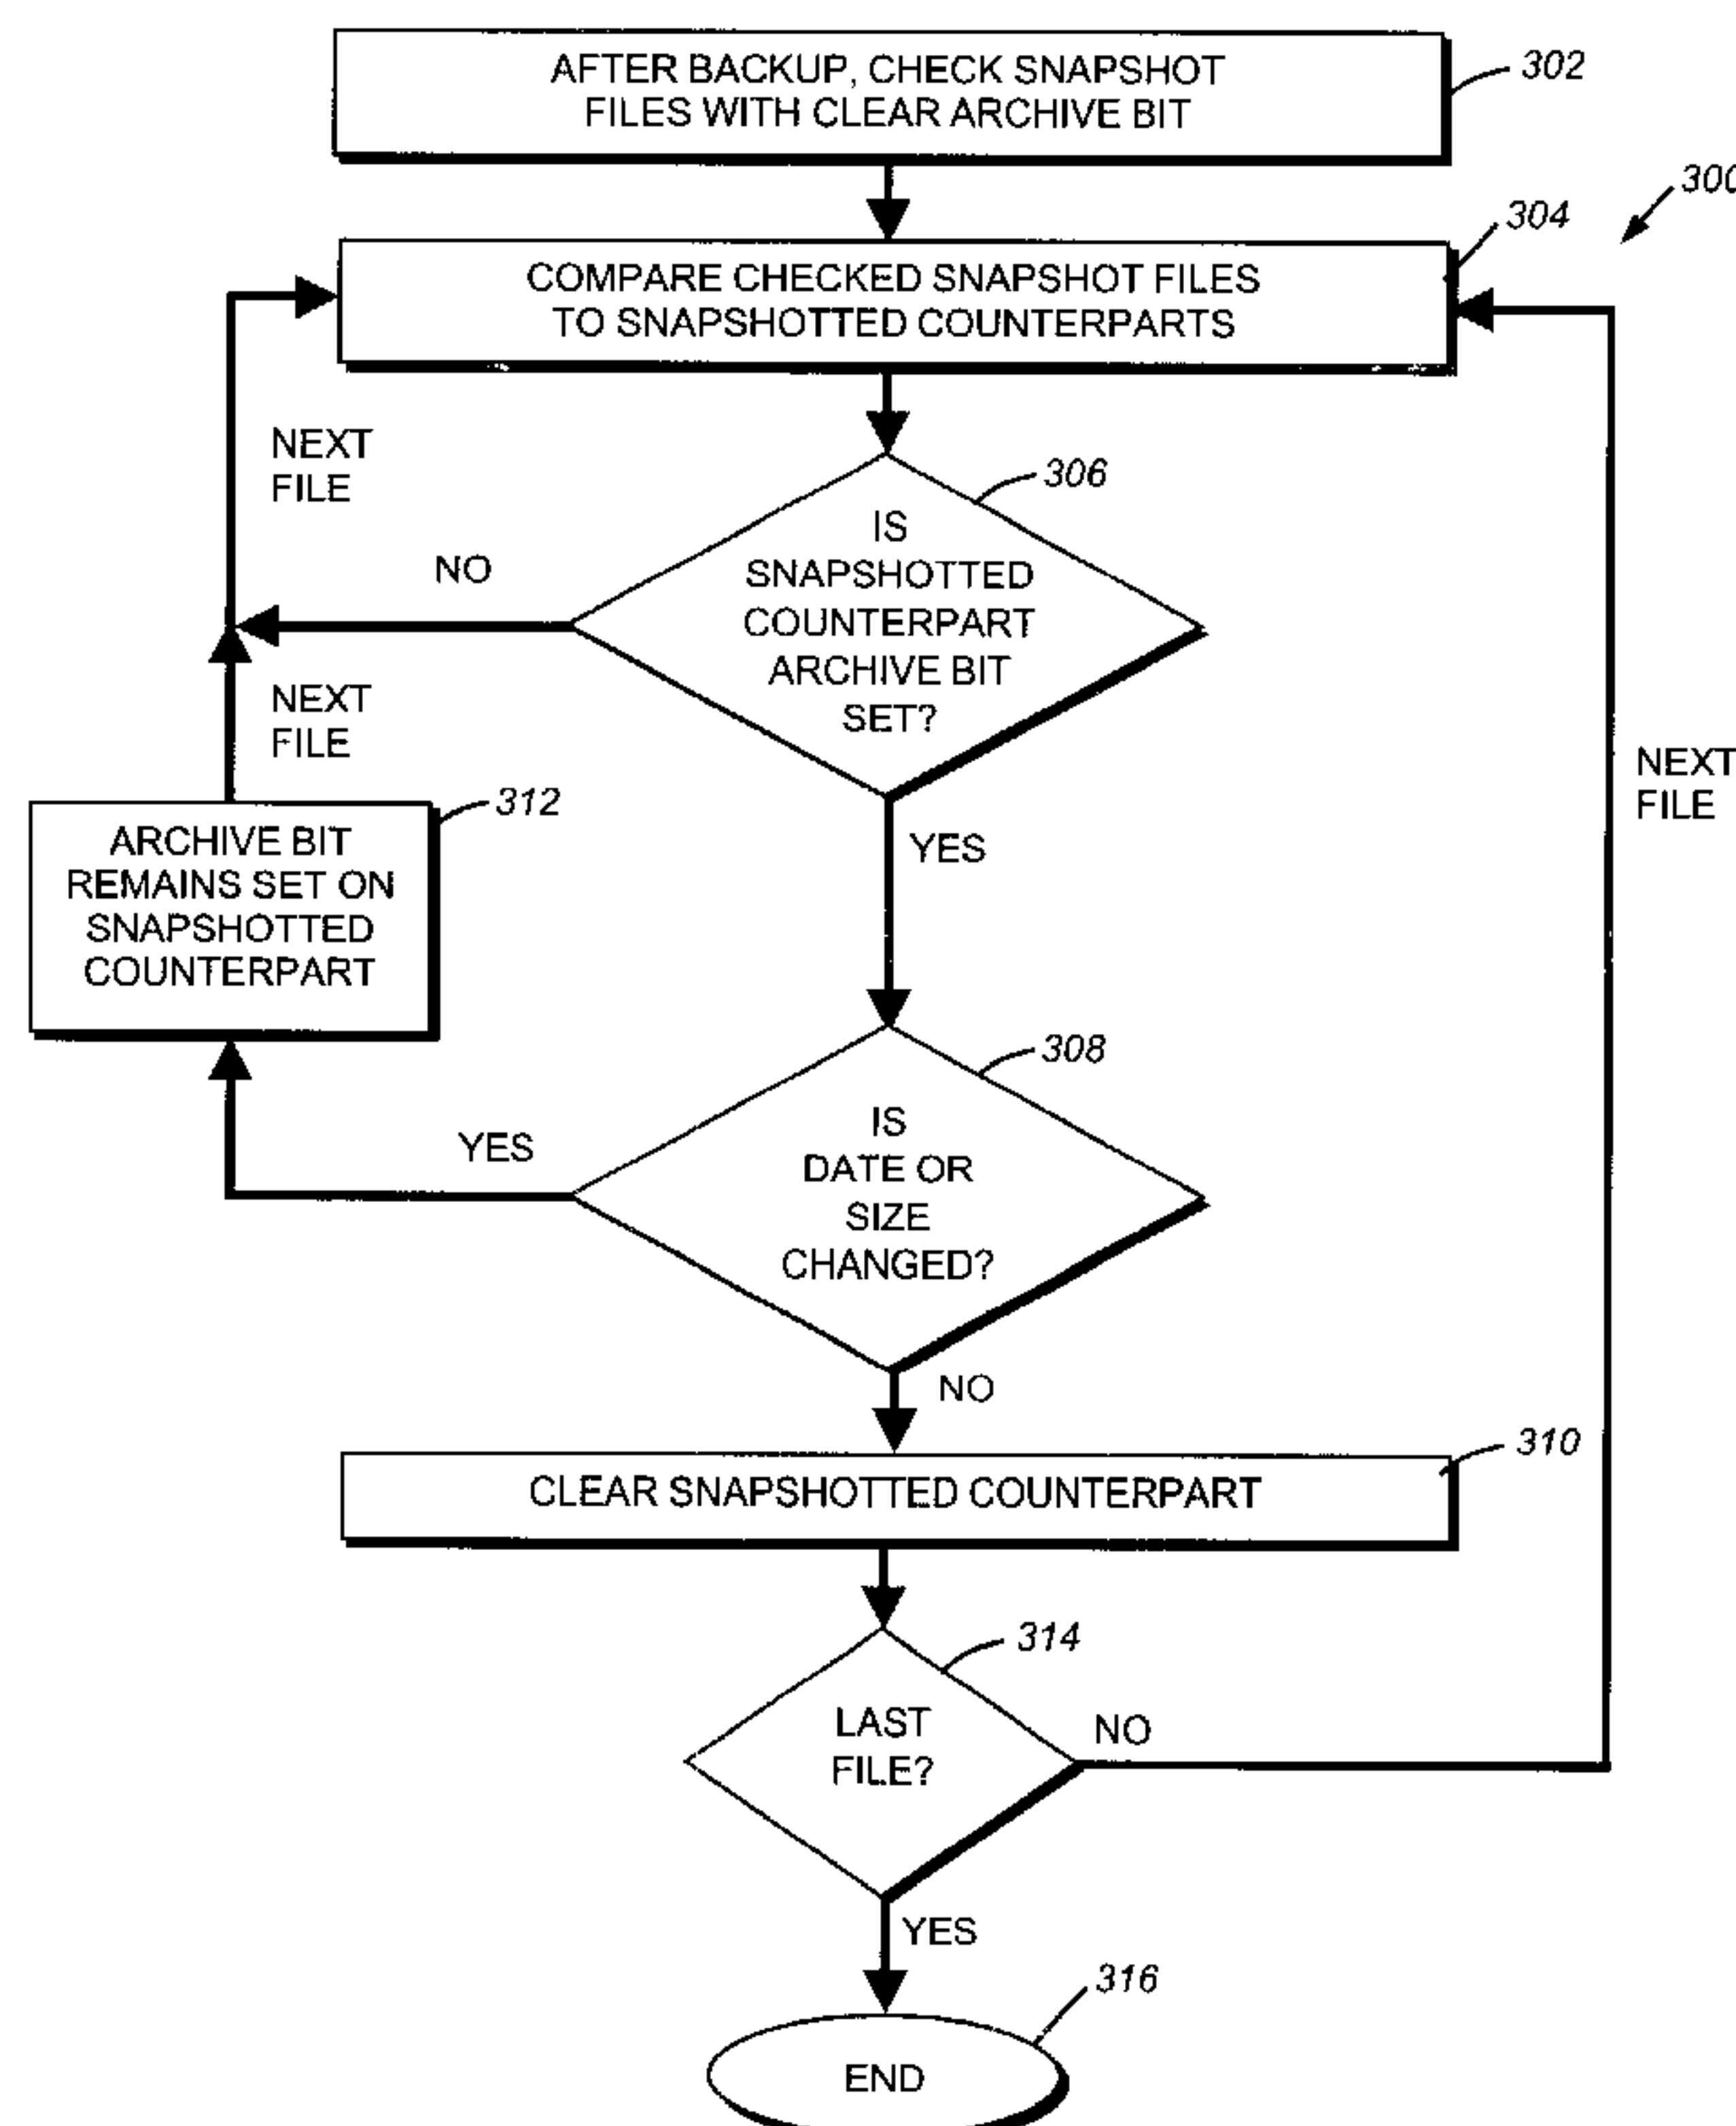 AFTER BACKUP, CHECK SNAPSHOT
FILES WITH CLEAR ARCHIVE BIT
302
300
304
COMPARE CHECKED SNAPSHOT FILES
TO SNAPSHOTTED COUNTERPARTS
NEXT
FILE
306
IS
SNAPSHOTTED
COUNTERPART
ARCHIVE BIT
SET?
NO
NEXT
FILE
NEXT
FILE
312
ARCHIVE BIT
REMAINS SET ON
SNAPSHOTTED
COUNTERPART
YES
308
IS
DATE OR
SIZE
CHANGED?
YES
NO
310
CLEAR SNAPSHOTTED COUNTERPART
314
LAST
FILE?
NO
YES
316
END